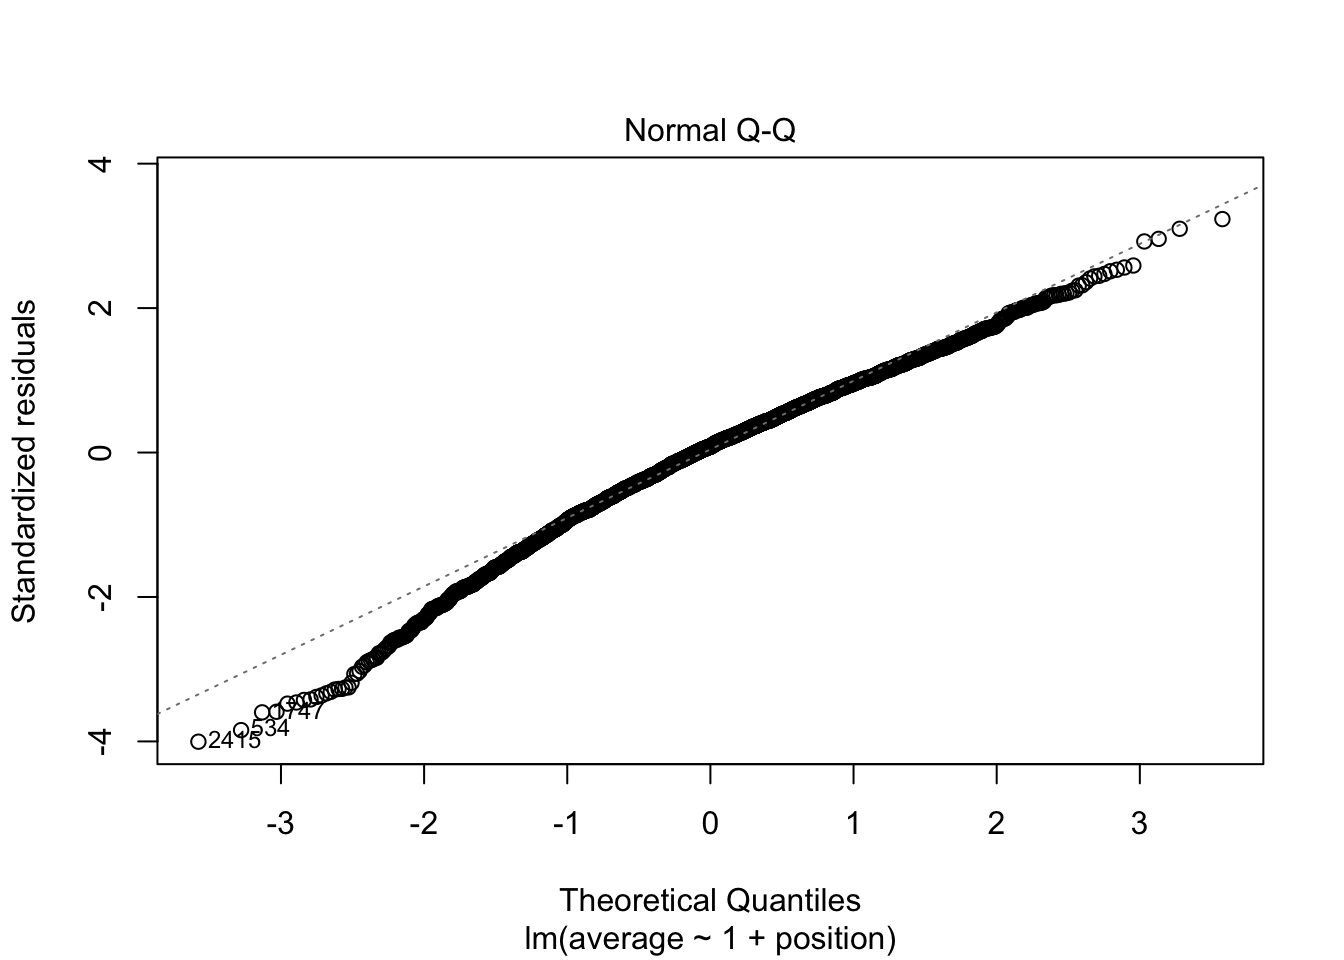 Normal Q-Q
Standardized residuals
4
2
0
-2
-4
747
534
2415
-3 -2 -1 0 1 2 3
Theoretical Quantiles
lm(average ~ 1 + position)